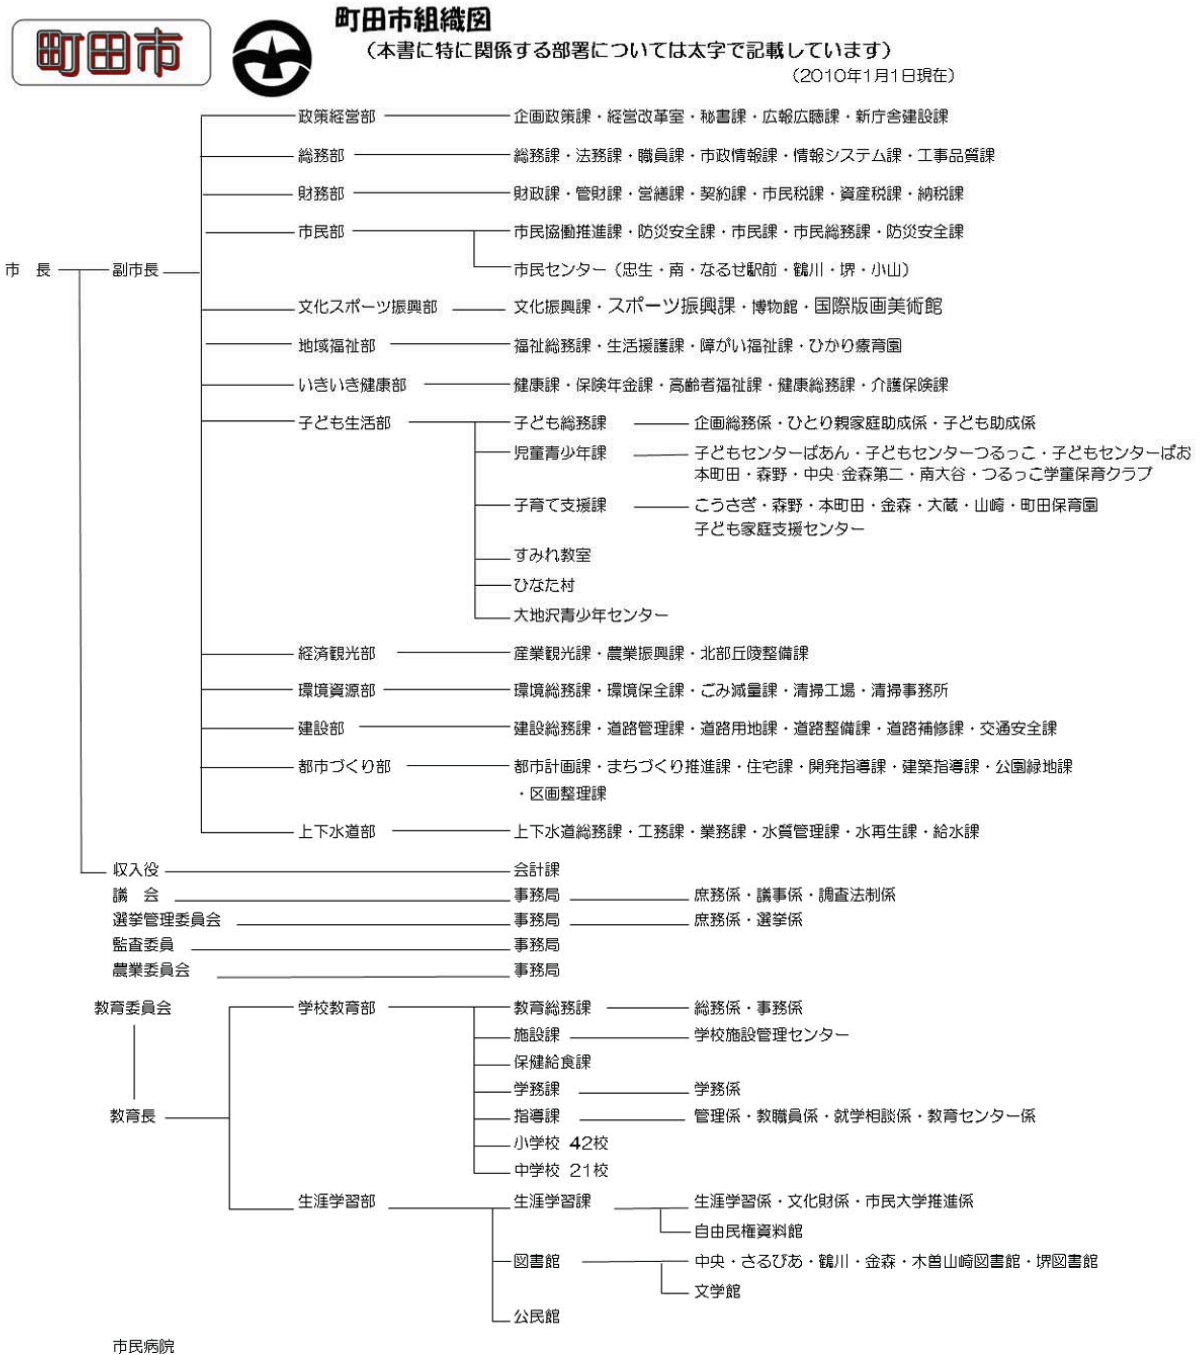 町田市
町田市組織図
（本書に特に関係する部署については太字で記載しています）
（2010年1月1日現在）
政策経営部 企画政策課・経営改革室・秘書課・広報広聴課・新庁舎建設課
総務部 総務課・法務課・職員課・市政情報課・情報システム課・工事品質課
財務部 財政課・管財課・営繕課・契約課・市民税課・資産税課・納税課
市民部 市民協働推進課・防災安全課・市民課・市民総務課・防災安全課
市　長 副市長 市民センター（忠生・南・なるせ駅前・鶴川・堺・小山）
文化スポーツ振興部 文化振興課・スポーツ振興課・博物館・国際版画美術館
地域福祉部 福祉総務課・生活援護課・障がい福祉課・ひかり療育園
いきいき健康部 健康課・保険年金課・高齢者福祉課・健康総務課・介護保険課
子ども生活部 子ども総務課 企画総務係・ひとり親家庭助成係・子ども助成係
児童青少年課 子どもセンターばあん・子どもセンターつるっこ・子どもセンターぱお
本町田・森野・中央・金森第二・南大谷・つるっこ学童保育クラブ
子育て支援課 こうさぎ・森野・本町田・金森・大蔵・山崎・町田保育園
子ども家庭支援センター
すみれ教室
ひなた村
大地沢青少年センター
経済観光部 産業観光課・農業振興課・北部丘陵整備課
環境資源部 環境総務課・環境保全課・ごみ減量課・清掃工場・清掃事務所
建設部 建設総務課・道路管理課・道路用地課・道路整備課・道路補修課・交通安全課
都市づくり部 都市計画課・まちづくり推進課・住宅課・開発指導課・建築指導課・公園緑地課
・区画整理課
上下水道部 上下水道総務課・工務課・業務課・水質管理課・水再生課・給水課
収入役 会計課
議　会 事務局 庶務係・議事係・調査法制係
選挙管理委員会 事務局 庶務係・選挙係
監査委員 事務局
農業委員会 事務局
教育委員会 学校教育部 教育総務課 総務係・事務係
施設課 学校施設管理センター
保健給食課
学務課 学務係
教育長 指導課 管理係・教職員係・就学相談係・教育センター係
小学校 42校
中学校 21校
生涯学習部 生涯学習課 生涯学習係・文化財係・市民大学推進係
自由民権資料館
図書館 中央・さるびあ・鶴川・金森・木曽山崎図書館・堺図書館
文学館
公民館
市民病院